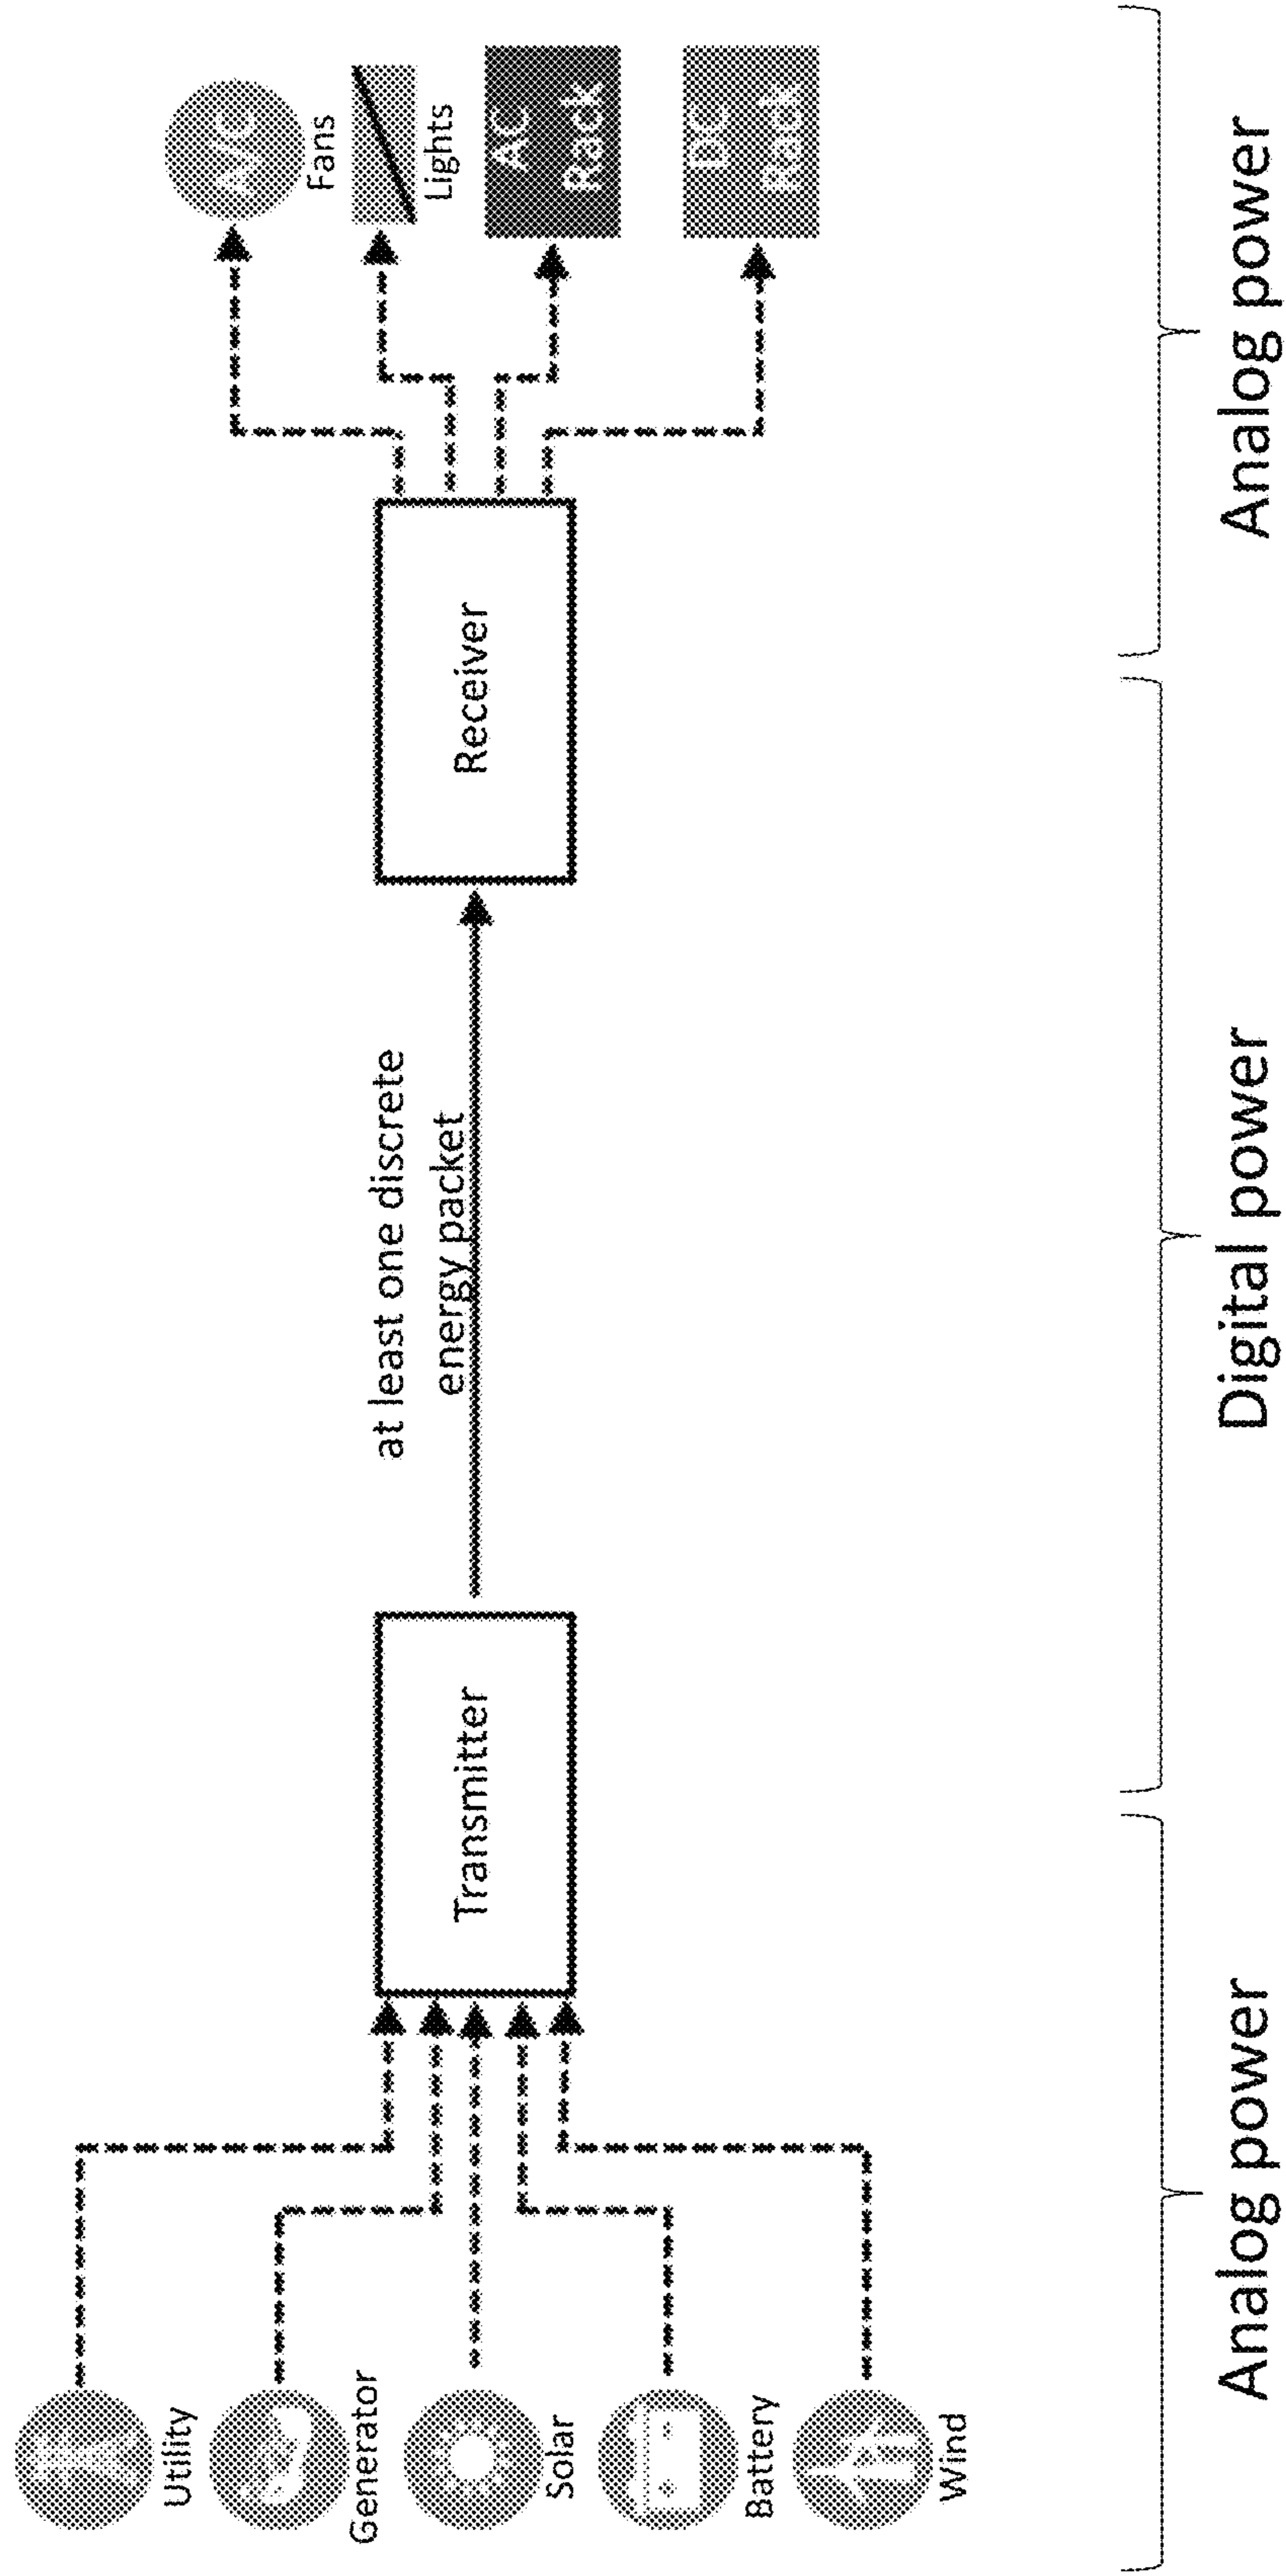 Utility
Generator
Solar
Battery
Wind
Transmitter
at least one discrete
energy packet
Receiver
A/C
Fans
Lights
AC
Rack
DC
Rack
Analog power
Digital power
Analog power